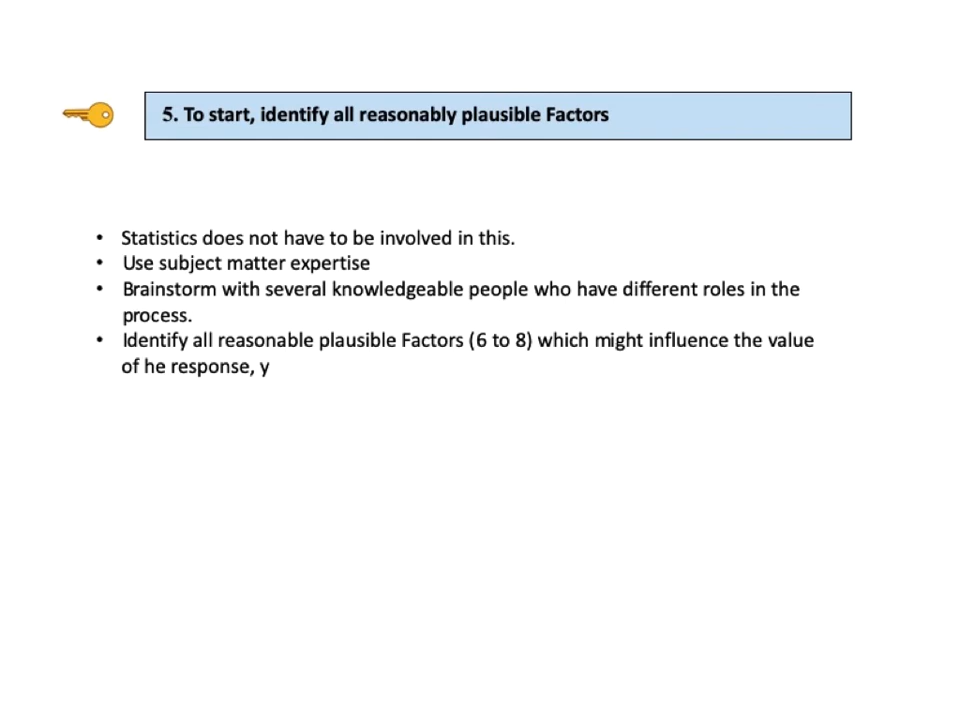 5. To start, identify all reasonably plausible Factors
• Statistics does not have to be involved in this.
• Use subject matter expertise
• Brainstorm with several knowledgeable people who have different roles in the
process.
• Identify all reasonable plausible Factors (6 to 8) which might influence the value
of he response, y